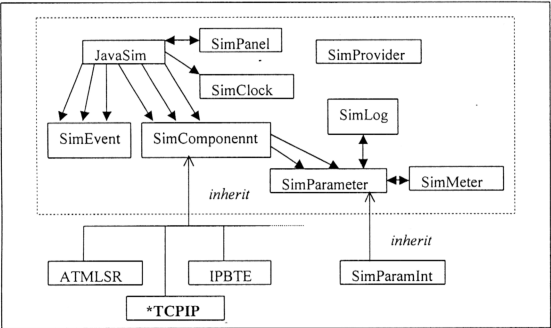 SimPanel
JavaSim
SimProvider
SimClock
SimLog
SimEvent
SimComponennt
SimParameter
SimMeter
inherit
inherit
ATMLSR
IPBTE
SimParamInt
*TCPIP